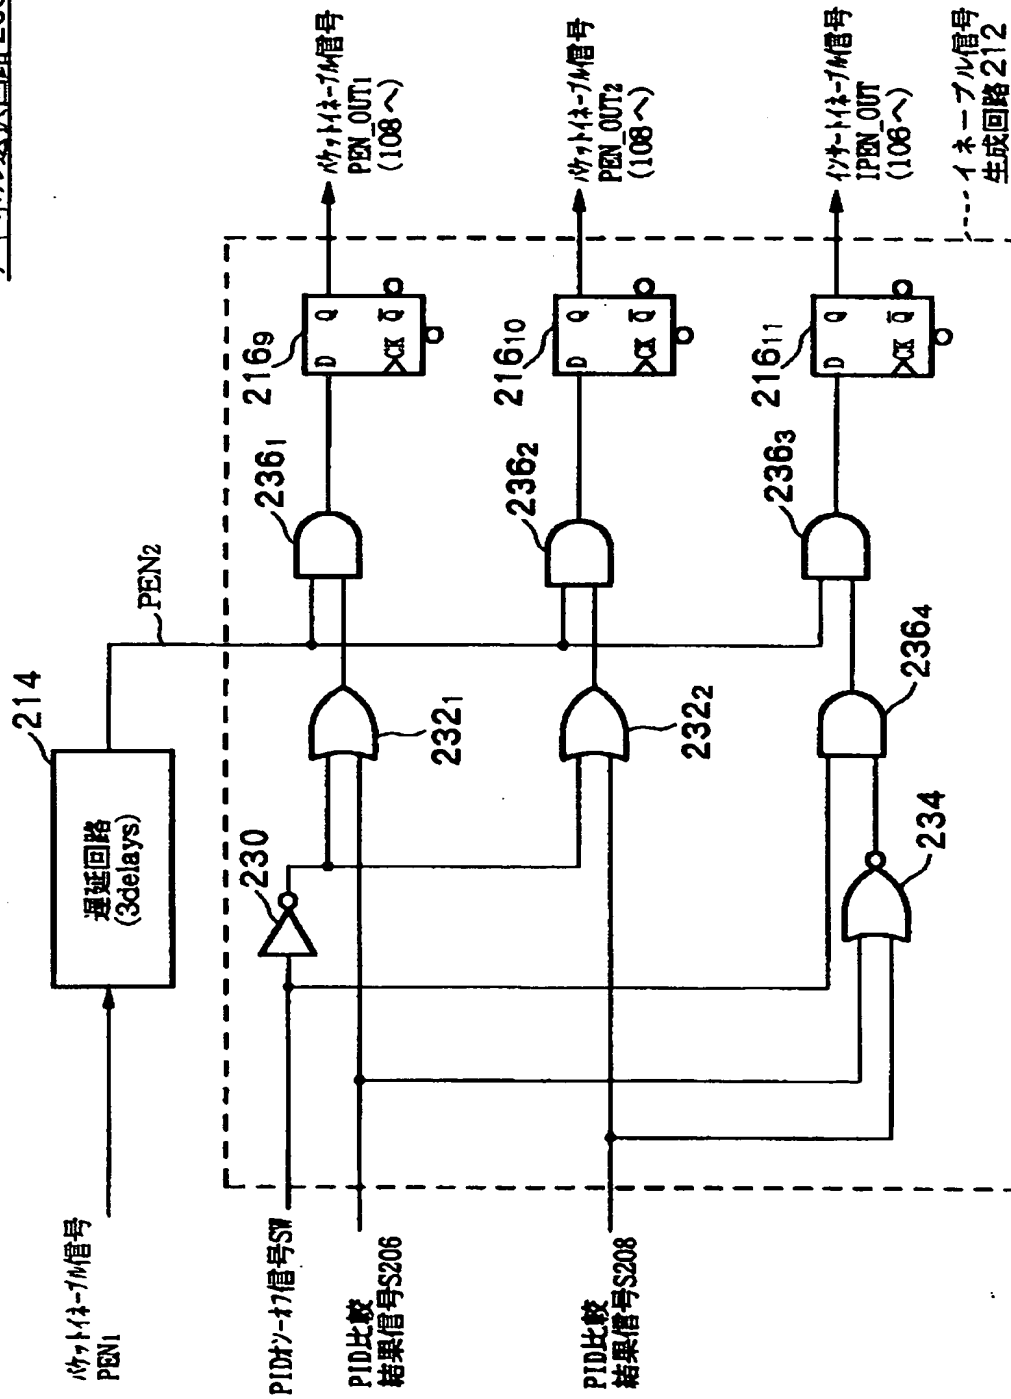 パケットイネーブル信号
PEN1
214
遅延回路
(3delays)
PEN2
PIDオン-オフ信号SW
PID比較
結果信号S206
PID比較
結果信号S208
230
232₁
232₂
234
236₁
236₂
236₃
236₄
216₉
D Q
CK Q̅
216₁₀
D Q
CK Q̅
216₁₁
D Q
CK Q̅
パケットイネーブル信号
PEN_OUT1
(108へ)
パケットイネーブル信号
PEN_OUT2
(108へ)
インサートイネーブル信号
IPEN_OUT
(106へ)
イネーブル信号
生成回路212